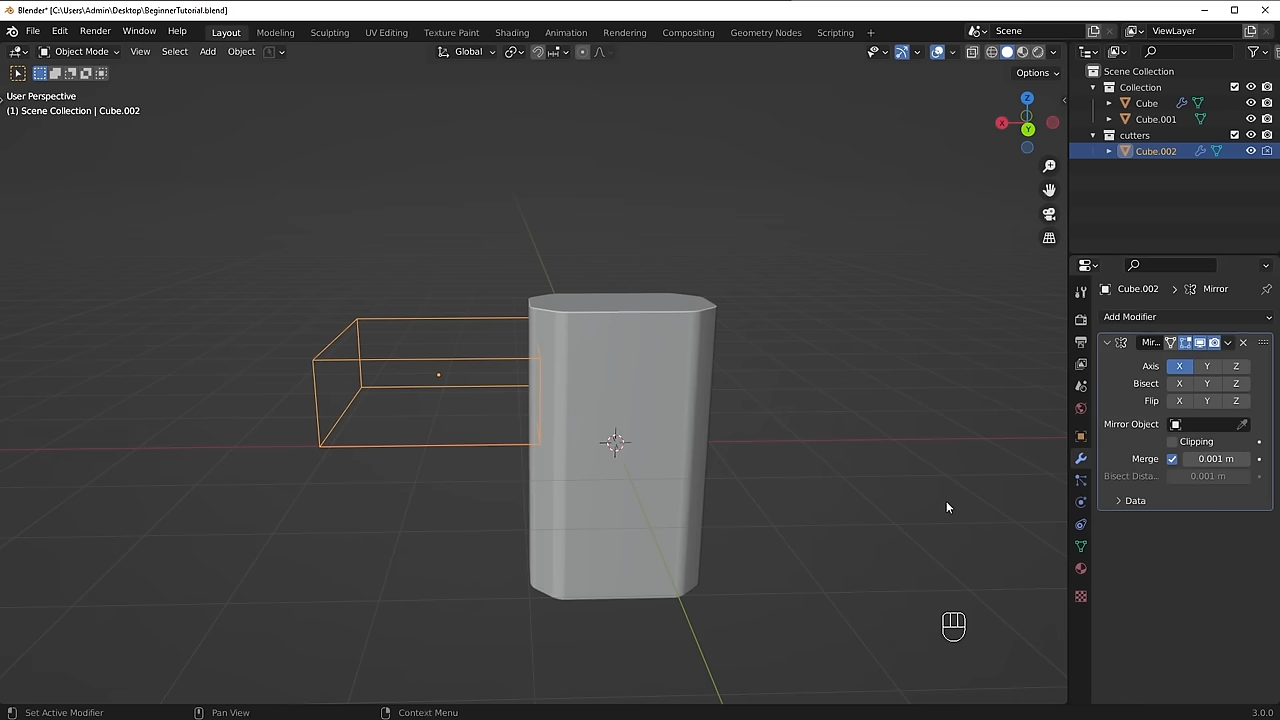 Blender* [C:\Users\Admin\Desktop\BeginnerTutorial.blend]
File Edit Render Window Help Layout Modeling Sculpting UV Editing Texture Paint Shading Animation Rendering Compositing Geometry Nodes Scripting + Scene ViewLayer
Object Mode View Select Add Object Global
Options
User Perspective
(1) Scene Collection | Cube.002
Z
X
Y
Scene Collection
Collection
Cube
Cube.001
cutters
Cube.002
Cube.002 > Mirror
Add Modifier
Mir...
Axis X Y Z
Bisect X Y Z
Flip X Y Z
Mirror Object
Clipping
Merge 0.001 m
Bisect Dista... 0.001 m
Data
Set Active Modifier Pan View Context Menu 3.0.0